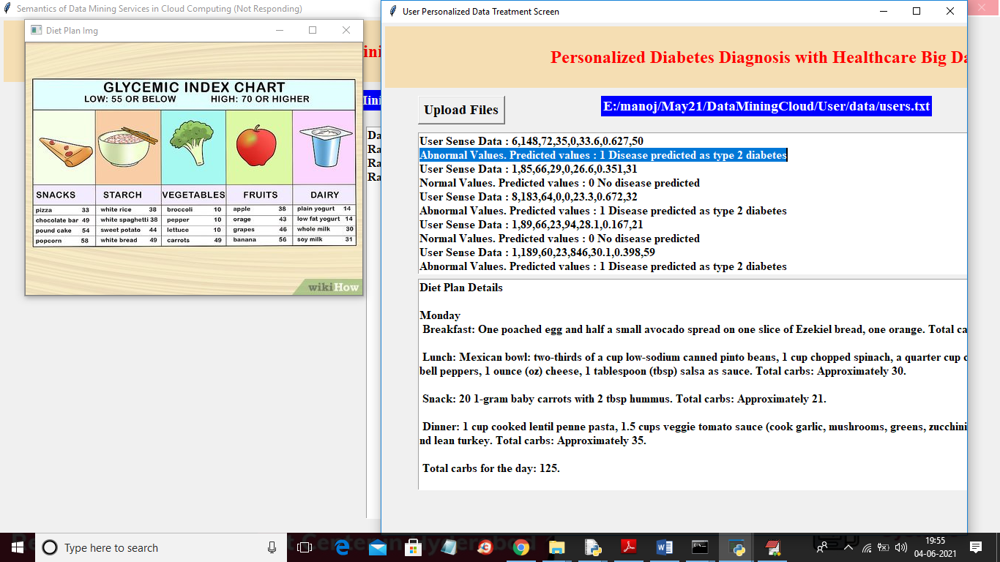 Semantics of Data Mining Services in Cloud Computing (Not Responding)
Diet Plan Img
GLYCEMIC INDEX CHART
LOW: 55 OR BELOW HIGH: 70 OR HIGHER
SNACKS STARCH VEGETABLES FRUITS DAIRY
pizza 33 white rice 38 broccoli 10 apple 38 plain yogurt 14
chocolate bar 49 white spaghetti 38 pepper 10 orage 43 low fat yogurt 14
pound cake 54 sweet potato 44 lettuce 10 grapes 46 whole milk 30
popcorn 58 white bread 49 carrots 49 banana 56 soy milk 31
wikiHow
Da
Ra
Ra
Ra
User Personalized Data Treatment Screen
Personalized Diabetes Diagnosis with Healthcare Big Da
Upload Files E:/manoj/May21/DataMiningCloud/User/data/users.txt
User Sense Data : 6,148,72,35,0,33.6,0.627,50
Abnormal Values. Predicted values : 1 Disease predicted as type 2 diabetes
User Sense Data : 1,85,66,29,0,26.6,0.351,31
Normal Values. Predicted values : 0 No disease predicted
User Sense Data : 8,183,64,0,0,23.3,0.672,32
Abnormal Values. Predicted values : 1 Disease predicted as type 2 diabetes
User Sense Data : 1,89,66,23,94,28.1,0.167,21
Normal Values. Predicted values : 0 No disease predicted
User Sense Data : 1,189,60,23,846,30.1,0.398,59
Abnormal Values. Predicted values : 1 Disease predicted as type 2 diabetes
Diet Plan Details
Monday
Breakfast: One poached egg and half a small avocado spread on one slice of Ezekiel bread, one orange. Total ca
Lunch: Mexican bowl: two-thirds of a cup low-sodium canned pinto beans, 1 cup chopped spinach, a quarter cup c
bell peppers, 1 ounce (oz) cheese, 1 tablespoon (tbsp) salsa as sauce. Total carbs: Approximately 30.
Snack: 20 1-gram baby carrots with 2 tbsp hummus. Total carbs: Approximately 21.
Dinner: 1 cup cooked lentil penne pasta, 1.5 cups veggie tomato sauce (cook garlic, mushrooms, greens, zucchini
nd lean turkey. Total carbs: Approximately 35.
Total carbs for the day: 125.
Type here to search
19:55
04-06-2021